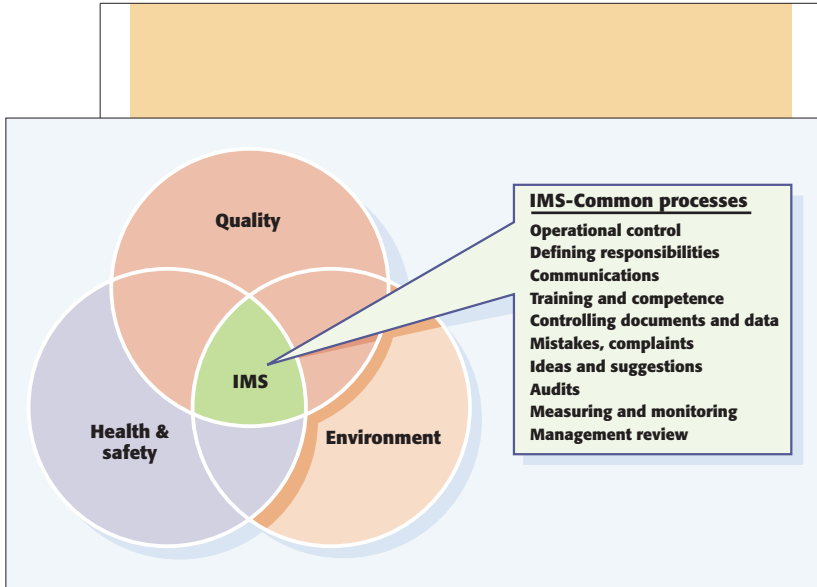 Quality
IMS
Health &
safety
Environment
IMS-Common processes
Operational control
Defining responsibilities
Communications
Training and competence
Controlling documents and data
Mistakes, complaints
Ideas and suggestions
Audits
Measuring and monitoring
Management review